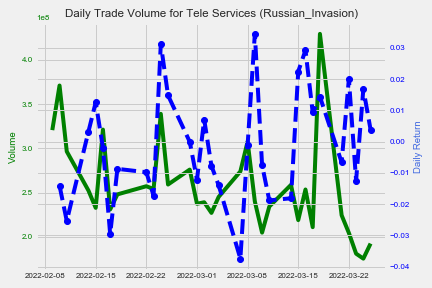 Daily Trade Volume for Tele Services (Russian_Invasion)
1e8
4.0
3.5
3.0
2.5
2.0
Volume
0.03
0.02
0.01
0.00
−0.01
−0.02
−0.03
−0.04
Daily Return
2022-02-08 2022-02-15 2022-02-22 2022-03-01 2022-03-08 2022-03-15 2022-03-22